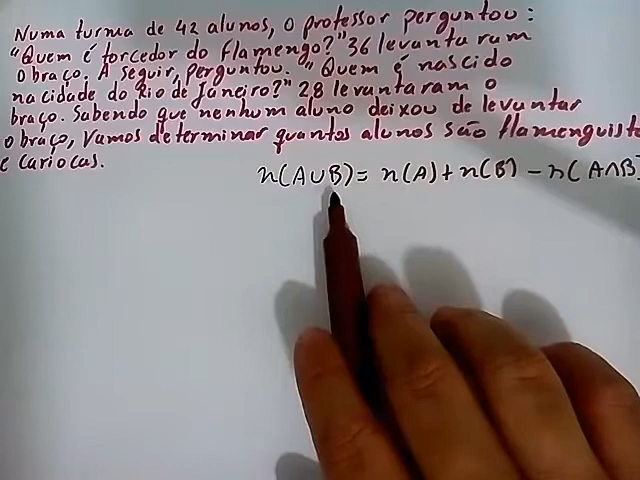 Numa turma de 42 alunos, o professor perguntou:
"Quem é torcedor do flamengo?" 36 levantaram
o braço. A seguir, perguntou: "Quem é nascido
na cidade do Rio de Janeiro?" 28 levantaram o
braço. Sabendo que nenhum aluno deixou de levantar
o braço, vamos determinar quantos alunos são flamenguista
e cariocas.
n(A∪B) = n(A) + n(B) - n(A∩B)